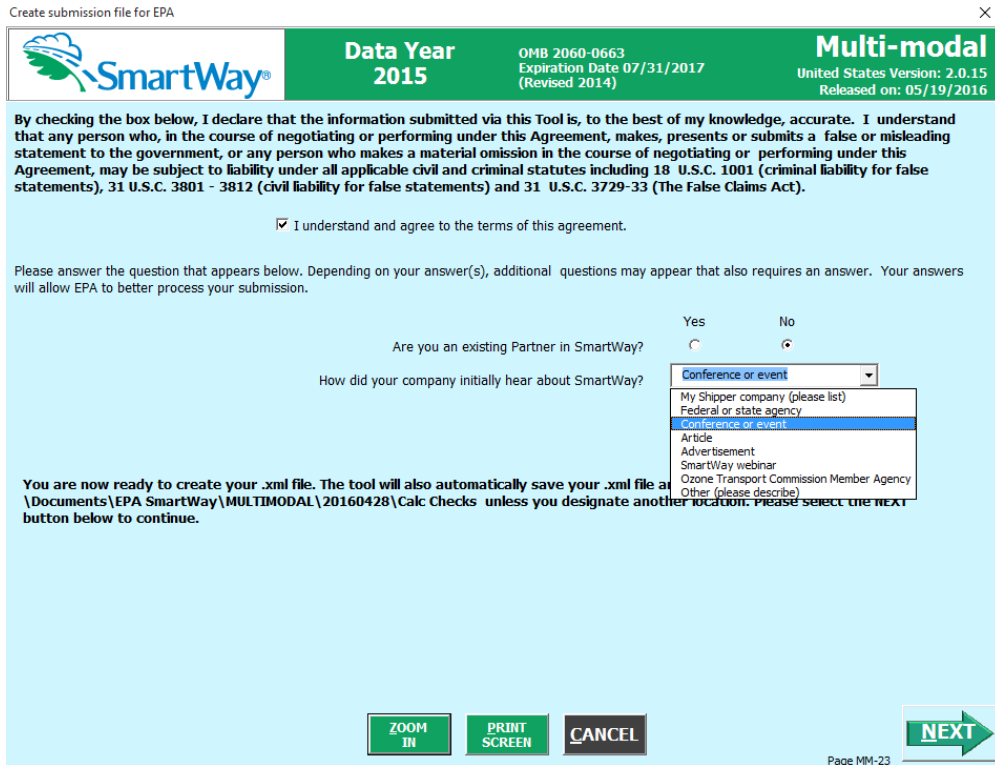 Create submission file for EPA
SmartWay®
Data Year
2015
OMB 2060-0663
Expiration Date 07/31/2017
(Revised 2014)
Multi-modal
United States Version: 2.0.15
Released on: 05/19/2016
By checking the box below, I declare that the information submitted via this Tool is, to the best of my knowledge, accurate. I understand
that any person who, in the course of negotiating or performing under this Agreement, makes, presents or submits a false or misleading
statement to the government, or any person who makes a material omission in the course of negotiating or performing under this
Agreement, may be subject to liability under all applicable civil and criminal statutes including 18 U.S.C. 1001 (criminal liability for false
statements), 31 U.S.C. 3801 - 3812 (civil liability for false statements) and 31 U.S.C. 3729-33 (The False Claims Act).
I understand and agree to the terms of this agreement.
Please answer the question that appears below. Depending on your answer(s), additional questions may appear that also requires an answer. Your answers
will allow EPA to better process your submission.
Yes No
Are you an existing Partner in SmartWay?
How did your company initially hear about SmartWay? Conference or event
My Shipper company (please list)
Federal or state agency
Conference or event
Article
Advertisement
SmartWay webinar
Ozone Transport Commission Member Agency
Other (please describe)
You are now ready to create your .xml file. The tool will also automatically save your .xml file
\Documents\EPA SmartWay\MULTIMODAL\20160428\Calc Checks unless you designate another location. Please select the NEXT
button below to continue.
ZOOM
IN
PRINT
SCREEN
CANCEL
NEXT
Page MM-23